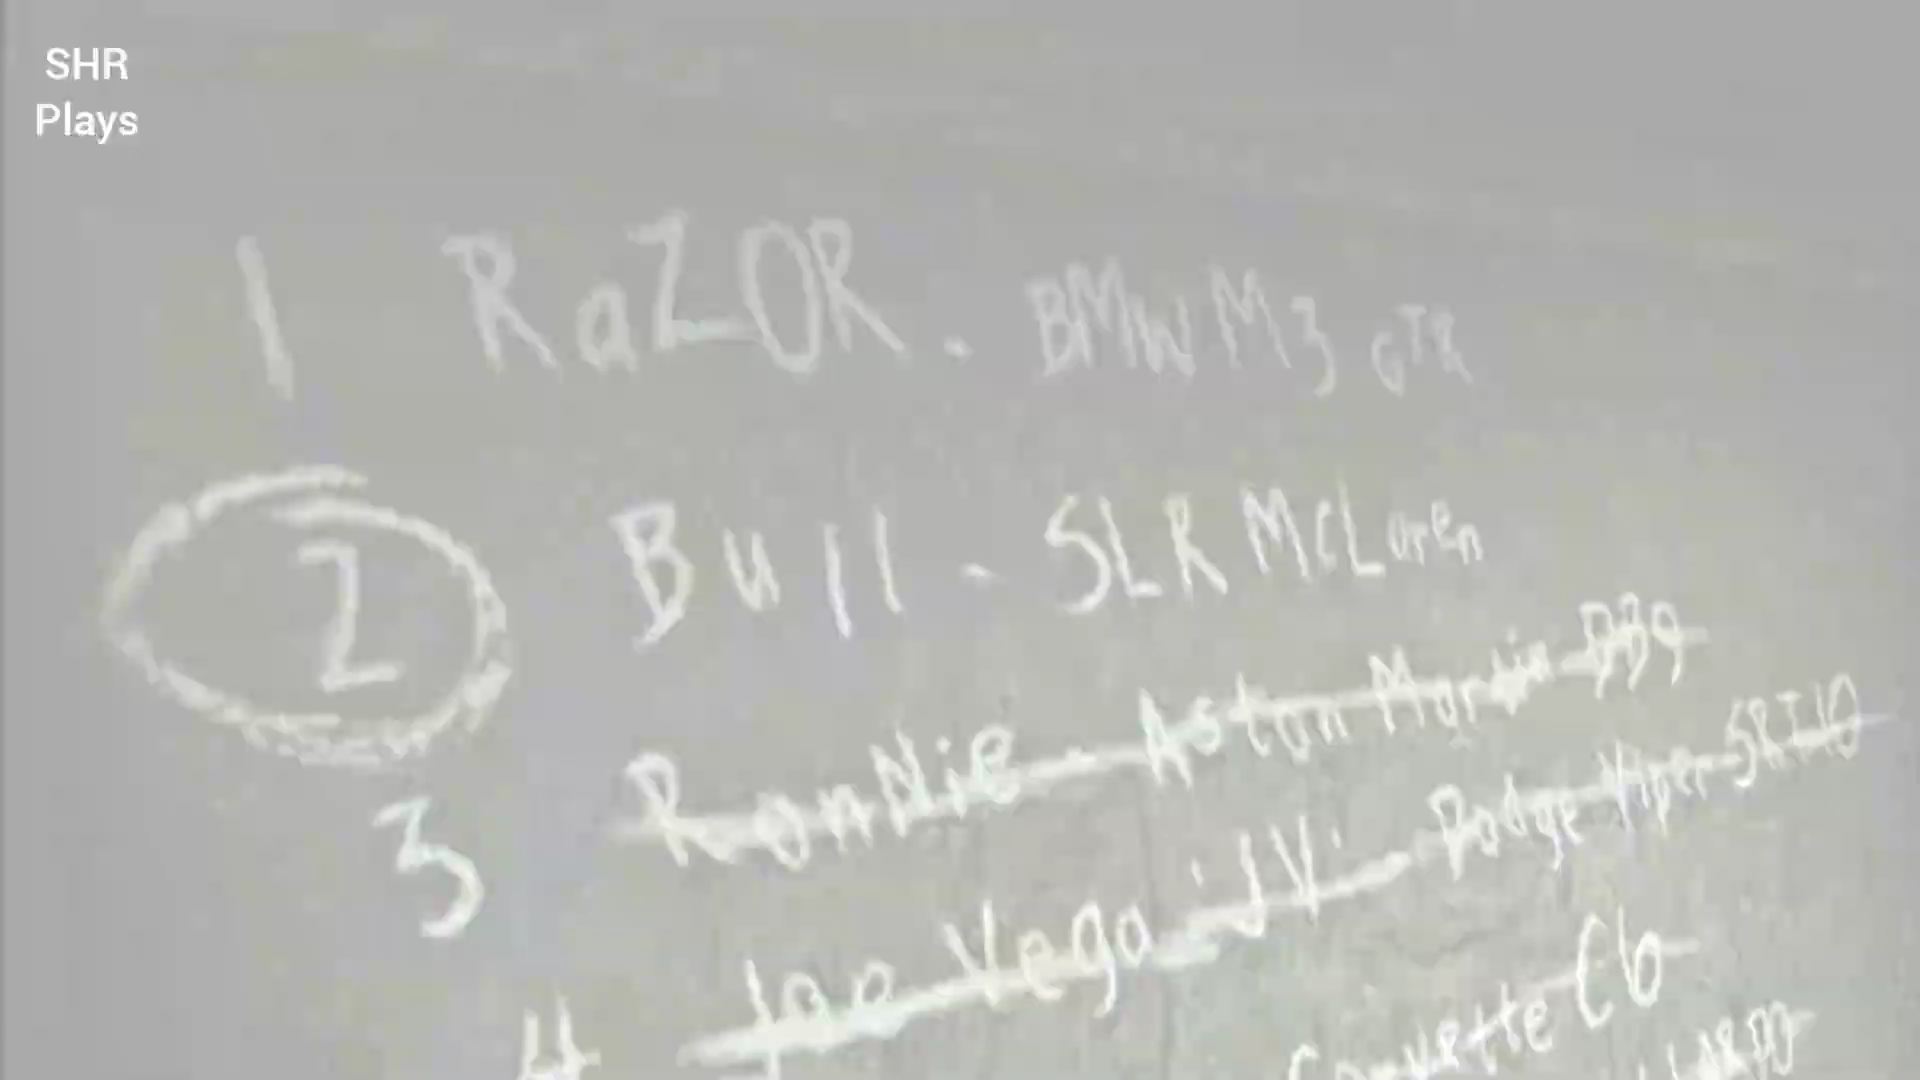 SHR
Plays
1 RaZOR - BMW M3 GTR
2 Bull - SLR McLaren
3 RonNie - Aston Martin DB9
4 Joe Vega 'JV' Dodge Viper SRT10
Corvette C6